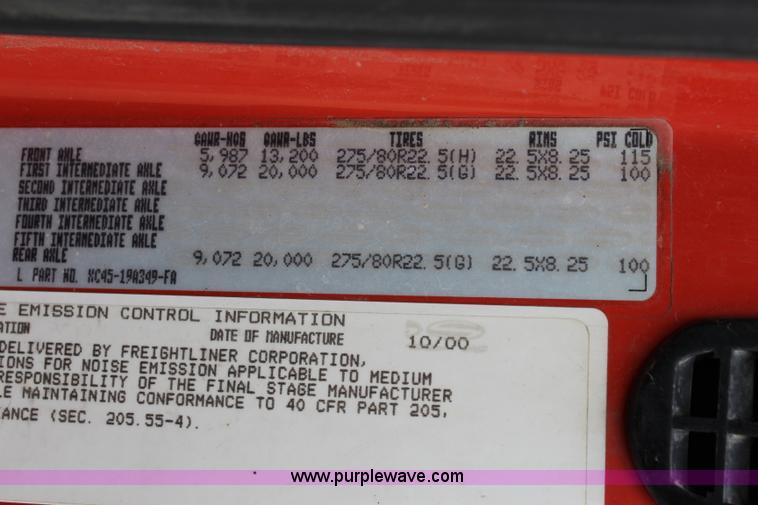 GAWR-KGS GAWR-LBS TIRES RIMS PSI COLD
FRONT AXLE 5,987 13,200 275/80R22.5(H) 22.5X8.25 115
FIRST INTERMEDIATE AXLE 9,072 20,000 275/80R22.5(G) 22.5X8.25 100
SECOND INTERMEDIATE AXLE
THIRD INTERMEDIATE AXLE
FOURTH INTERMEDIATE AXLE
FIFTH INTERMEDIATE AXLE
REAR AXLE 9,072 20,000 275/80R22.5(G) 22.5X8.25 100
L PART NO. XC45-19A349-FA
E EMISSION CONTROL INFORMATION
ATION DATE OF MANUFACTURE 10/00
DELIVERED BY FREIGHTLINER CORPORATION,
IONS FOR NOISE EMISSION APPLICABLE TO MEDIUM
RESPONSIBILITY OF THE FINAL STAGE MANUFACTURER
LE MAINTAINING CONFORMANCE TO 40 CFR PART 205,
ANCE (SEC. 205.55-4).
www.purplewave.com